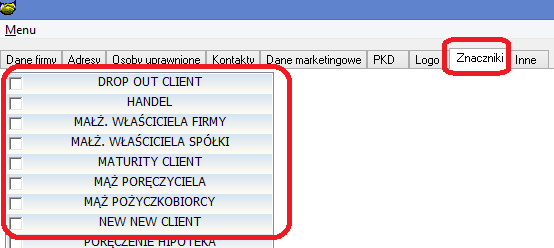 Menu
Dane firmy Adresy Osoby uprawnione Kontakty Dane marketingowe PKD Logo Znaczniki Inne
DROP OUT CLIENT
HANDEL
MAŁŻ. WŁAŚCICIELA FIRMY
MAŁŻ. WŁAŚCICIELA SPÓŁKI
MATURITY CLIENT
MĄŻ PORĘCZYCIELA
MĄŻ POŻYCZKOBIORCY
NEW NEW CLIENT
PORĘCZENIE HIPOTEKA